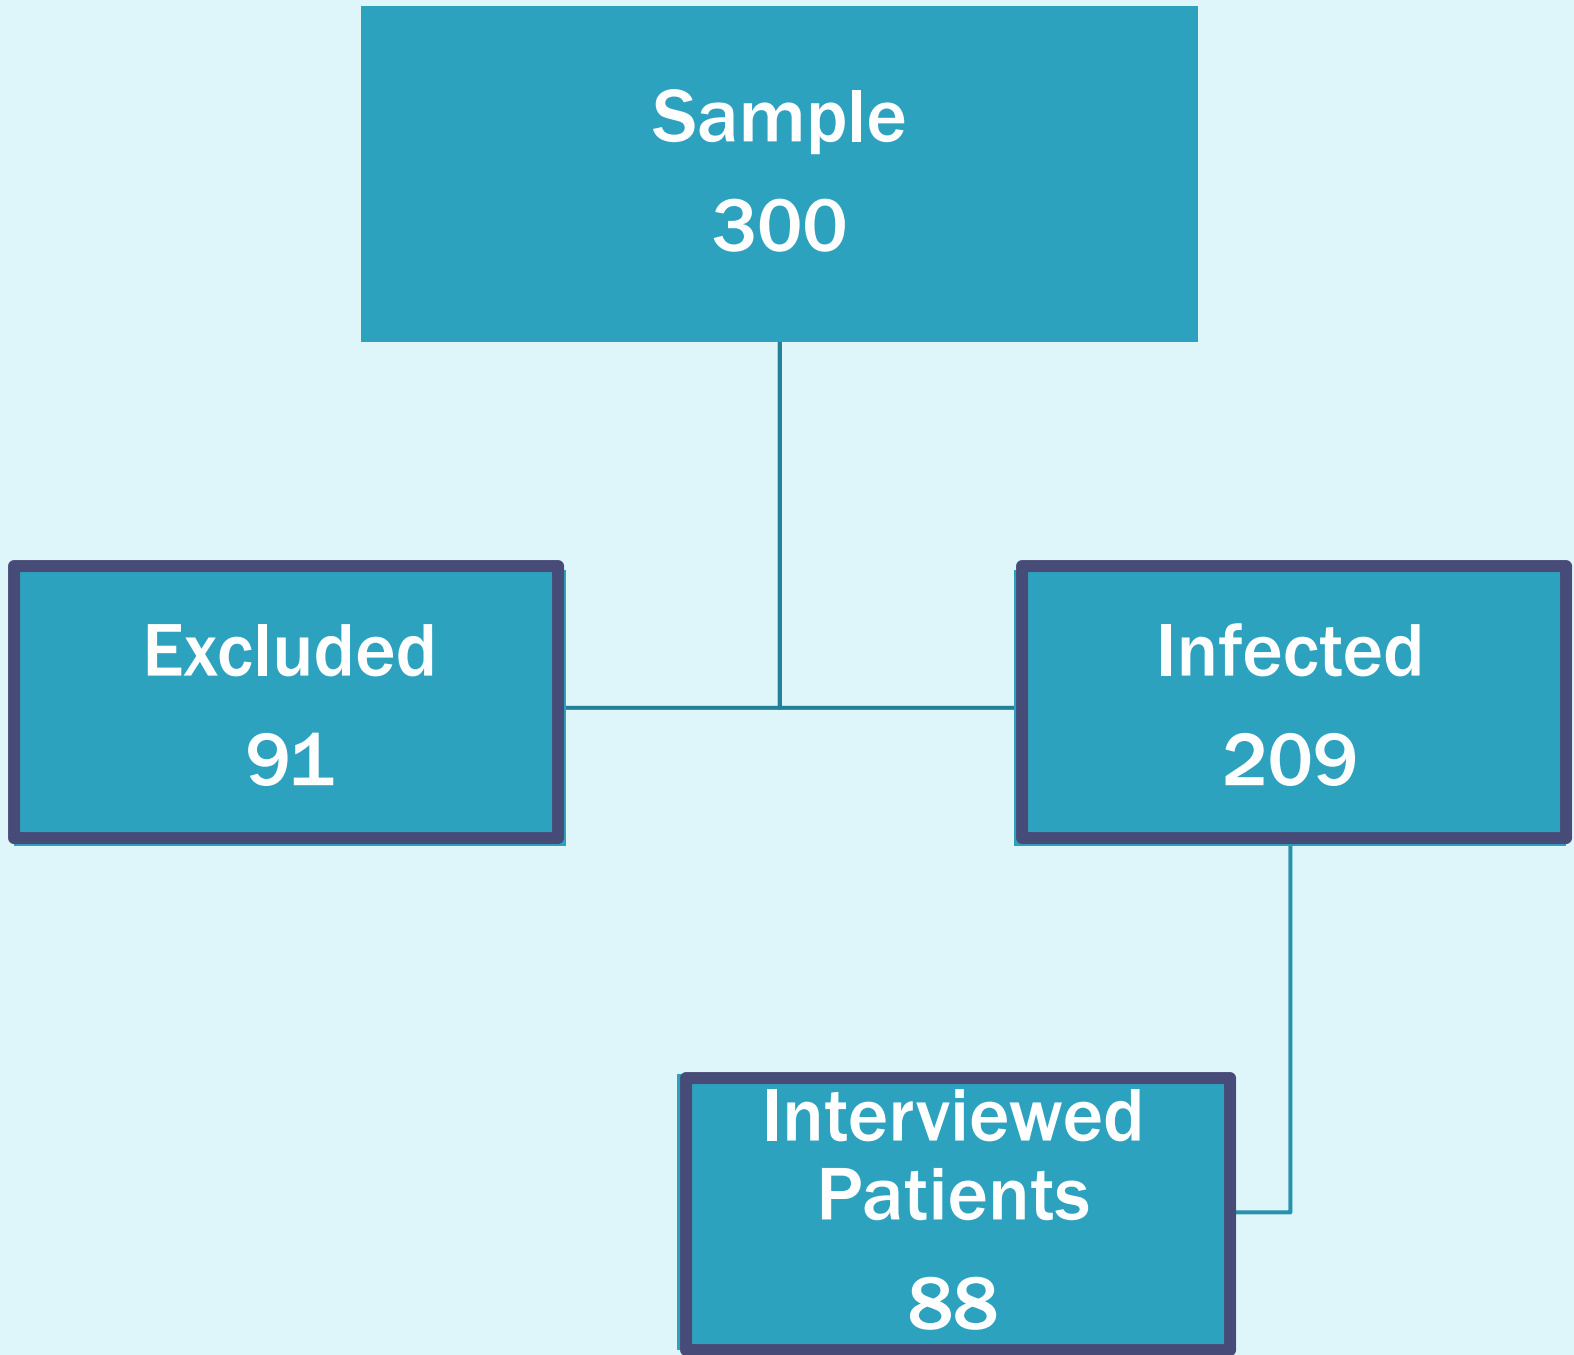 Sample
300
Excluded
91
Infected
209
Interviewed
Patients
88